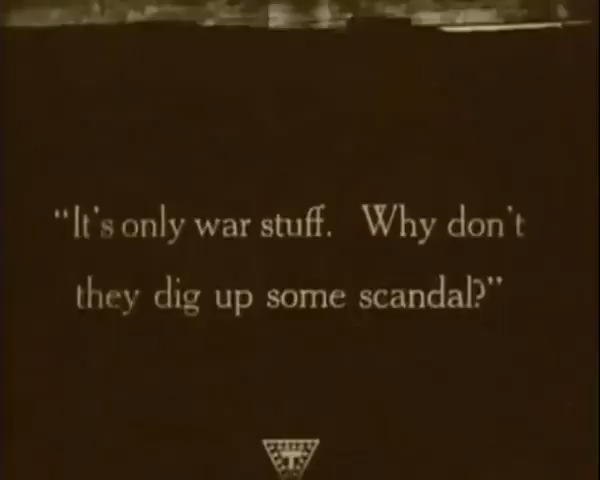 “It's only war stuff. Why don't
they dig up some scandal?”
T